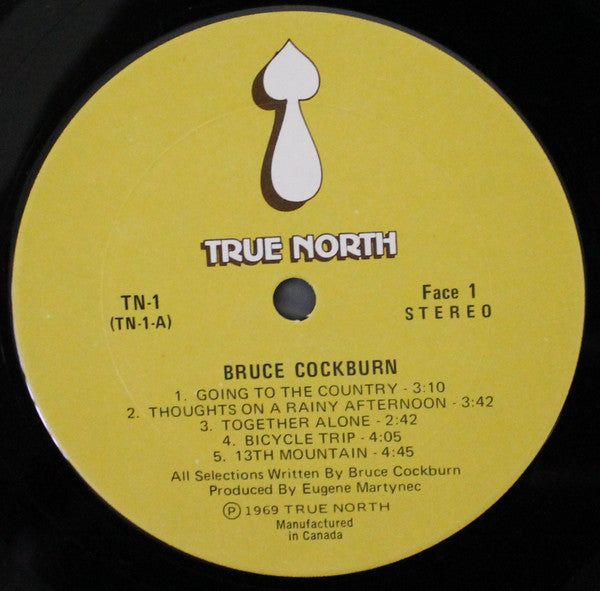 TRUE NORTH
TN-1
(TN-1-A)
Face 1
STEREO
BRUCE COCKBURN
1. GOING TO THE COUNTRY - 3:10
2. THOUGHTS ON A RAINY AFTERNOON - 3:42
3. TOGETHER ALONE - 2:42
4. BICYCLE TRIP - 4:05
5. 13TH MOUNTAIN - 4:45
All Selections Written By Bruce Cockburn
Produced By Eugene Martynec
Ⓟ 1969 TRUE NORTH
Manufactured
in Canada